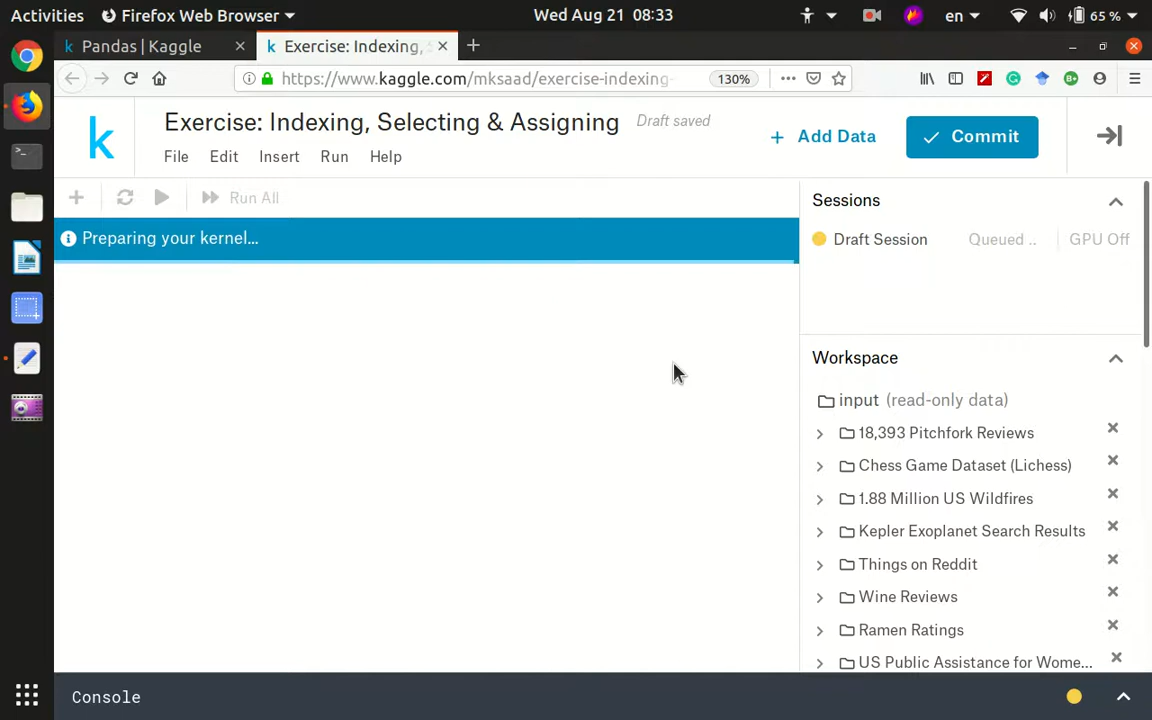 Activities
Firefox Web Browser
Wed Aug 21 08:33
en
65 %
Pandas | Kaggle
Exercise: Indexing,
https://www.kaggle.com/mksaad/exercise-indexing-
130%
Exercise: Indexing, Selecting & Assigning
Draft saved
File Edit Insert Run Help
+ Add Data
Commit
Run All
Preparing your kernel...
Sessions
Draft Session
Queued ..
GPU Off
Workspace
input (read-only data)
18,393 Pitchfork Reviews
Chess Game Dataset (Lichess)
1.88 Million US Wildfires
Kepler Exoplanet Search Results
Things on Reddit
Wine Reviews
Ramen Ratings
US Public Assistance for Wome...
Console